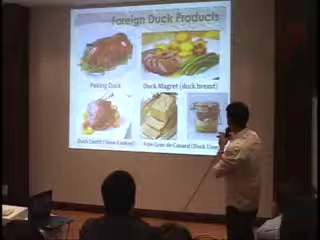 Foreign Duck Products
Peking Duck
Duck Magret (duck breast)
Duck Confit (Slow Cooked)
Foie Gras de Canard (Duck Liver